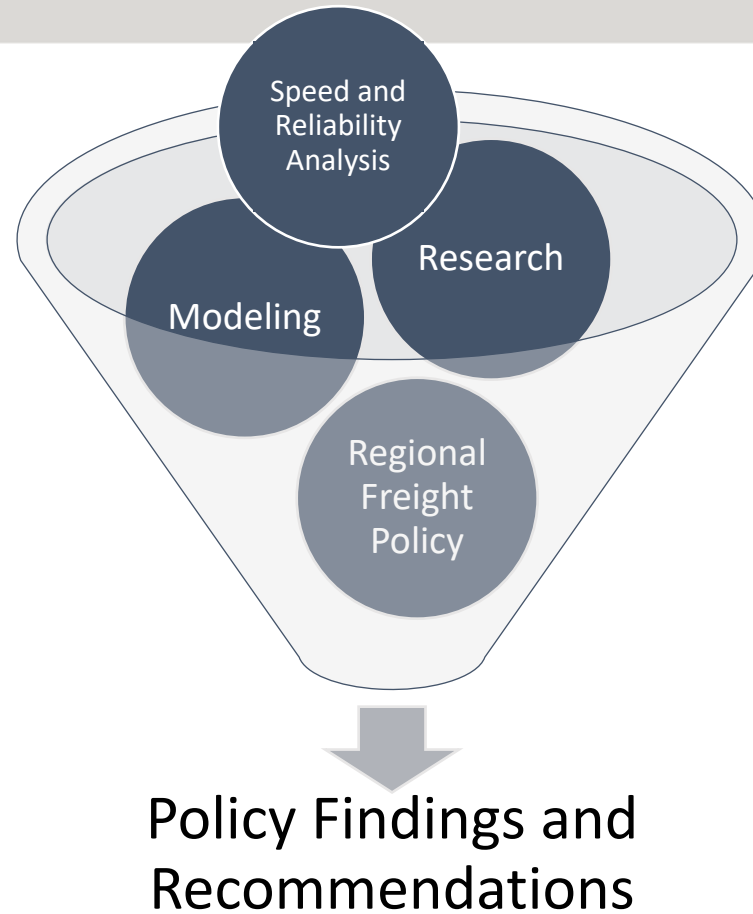 Speed and
Reliability
Analysis
Research
Modeling
Regional
Freight
Policy
Policy Findings and
Recommendations